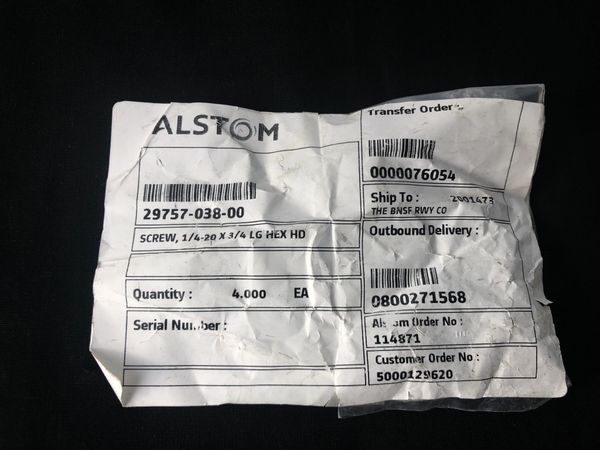 ALSTOM
29757-038-00
SCREW, 1/4-20 X 3/4 LG HEX HD
Quantity : 4.000 EA
Serial Number :
Transfer Order :
0000076054
Ship To : 2001473
THE BNSF RWY CO
Outbound Delivery :
0800271568
Order No :
114871
Customer Order No :
5000129620